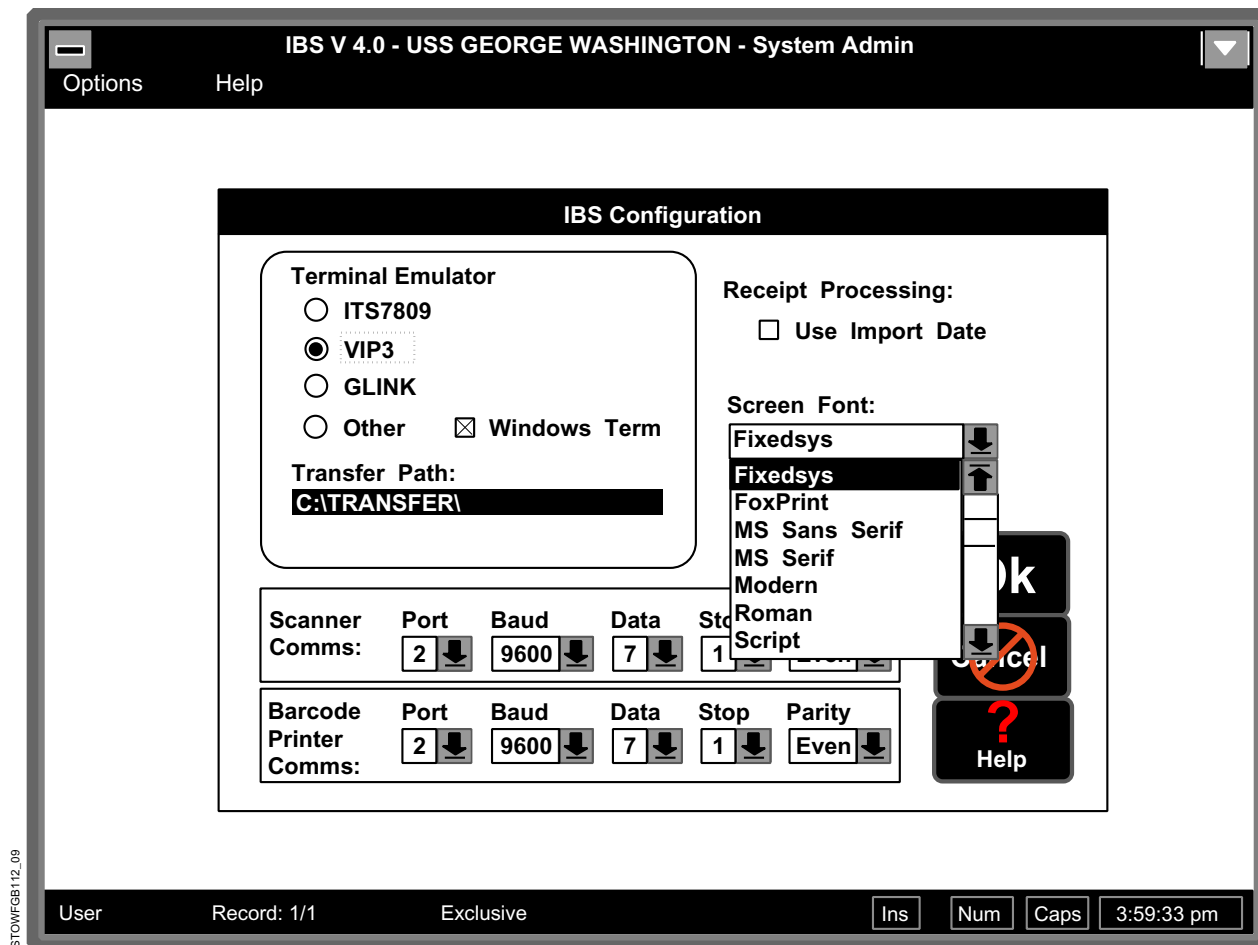 IBS V 4.0 - USS GEORGE WASHINGTON - System Admin
Options Help
IBS Configuration
Terminal Emulator
ITS7809
VIP3
GLINK
Other Windows Term
Transfer Path:
C:\TRANSFER\
Receipt Processing:
Use Import Date
Screen Font:
Fixedsys
Fixedsys
FoxPrint
MS Sans Serif
MS Serif
Modern
Roman
Script
Scanner Comms:
Port Baud Data
2 9600 7 1
Barcode Printer Comms:
Port Baud Data Stop Parity
2 9600 7 1 Even
Cancel
Help
User Record: 1/1 Exclusive Ins Num Caps 3:59:33 pm
STOWFGB112_09